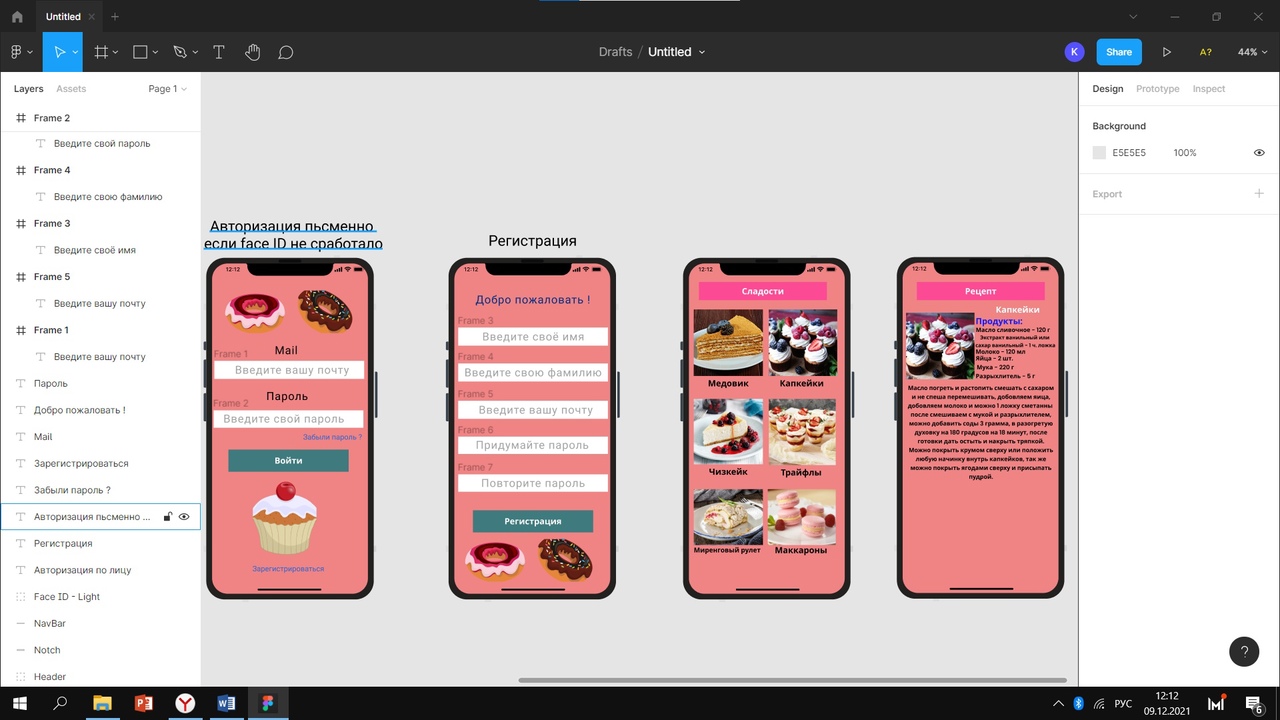 Untitled
Drafts / Untitled
K
Share
A?
44%
Layers
Assets
Page 1
Frame 2
Введите свой пароль
Frame 4
Введите свою фамилию
Frame 3
Введите своё имя
Frame 5
Введите вашу почту
Frame 1
Введите вашу почту
Пароль
Добро пожаловать !
Mail
Зарегистрироваться
Забыли пароль ?
Авторизация пьсменно ...
Регистрация
Авторизация по лицу
Face ID - Light
NavBar
Notch
Header
Авторизация пьсменно
если face ID не сработало
12:12
Mail
Frame 1
Введите вашу почту
Пароль
Frame 2
Введите свой пароль
Забыли пароль ?
Войти
Зарегистрироваться
Регистрация
12:12
Добро пожаловать !
Frame 3
Введите своё имя
Frame 4
Введите свою фамилию
Frame 5
Введите вашу почту
Frame 6
Придумайте пароль
Frame 7
Повторите пароль
Регистрация
12:12
Сладости
Медовик
Капкейки
Чизкейк
Трайфлы
Миренговый рулет
Маккароны
12:12
Рецепт
Капкейки
Продукты:
Масло сливочное – 120 г
Экстракт ванильный или
сахар ванильный – 1 ч. ложка
Молоко – 120 мл
Яйца – 2 шт.
Мука – 220 г
Разрыхлитель – 5 г
Масло погреть и растопить смешать с сахаром
и не спеша перемешивать, добовляем яица,
добовляем молоко и можно 1 ложку сметанны
после смешиваем с мукой и разрыхлителем,
можно добавить соды 3 грамма, в разогретую
духовку на 180 градусов на 18 минут, после
готовки дать остыть и накрыть тряпкой.
Можно покрыть крумом сверху или положить
любую начинку внутрь капкейков, так же
можно покрыть ягодами сверху и присыпать
пудрой.
Design
Prototype
Inspect
Background
E5E5E5
100%
Export
?
РУС
12:12
09.12.2021
6